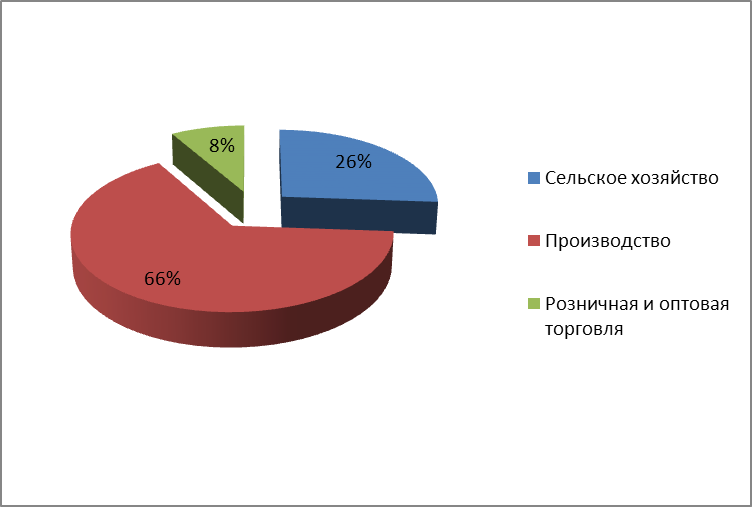 8%
26%
66%
Сельское хозяйство
Производство
Розничная и оптовая
торговля